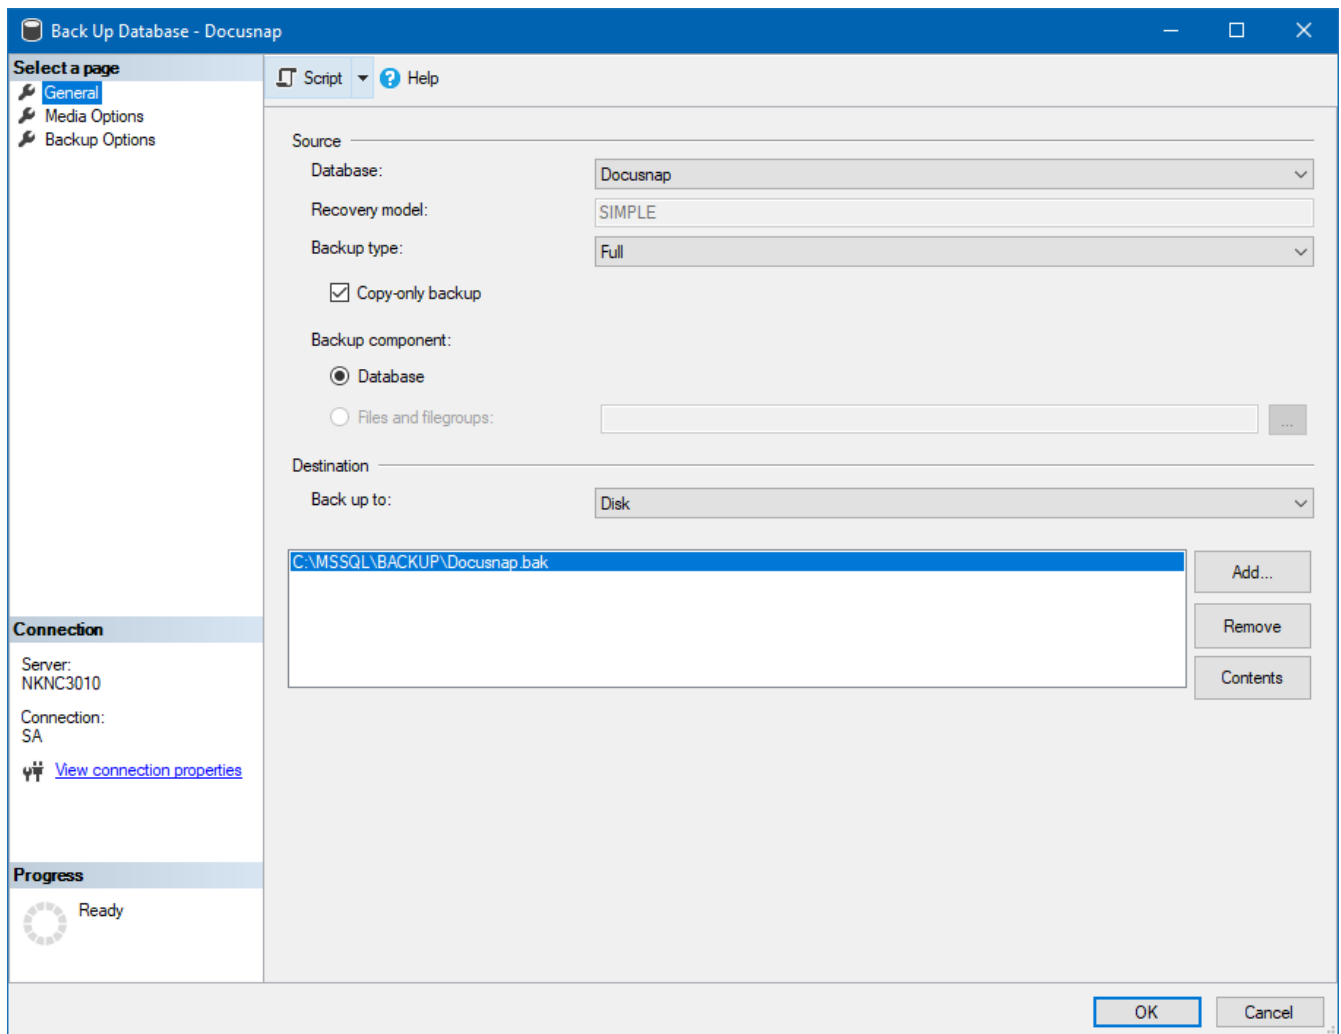 Back Up Database - Docusnap
Select a page
General
Media Options
Backup Options
Script
Help
Source
Database:
Docusnap
Recovery model:
SIMPLE
Backup type:
Full
Copy-only backup
Backup component:
Database
Files and filegroups:
...
Destination
Back up to:
Disk
C:\MSSQL\BACKUP\Docusnap.bak
Add...
Remove
Contents
Connection
Server:
NKNC3010
Connection:
SA
View connection properties
Progress
Ready
OK
Cancel